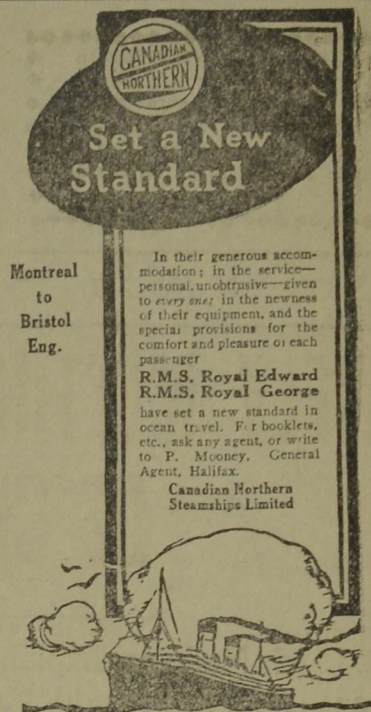 CANADIAN
NORTHERN
Set a New
Standard
Montreal
to
Bristol
Eng.
In their generous accom-
modation; in the service—
personal, unobtrusive—given
to every one; in the newness
of their equipment, and the
special provisions for the
comfort and pleasure of each
passenger
R.M.S. Royal Edward
R.M.S. Royal George
have set a new standard in
ocean travel. For booklets,
etc., ask any agent, or write
to P. Mooney, General
Agent, Halifax.
Canadian Northern
Steamships Limited